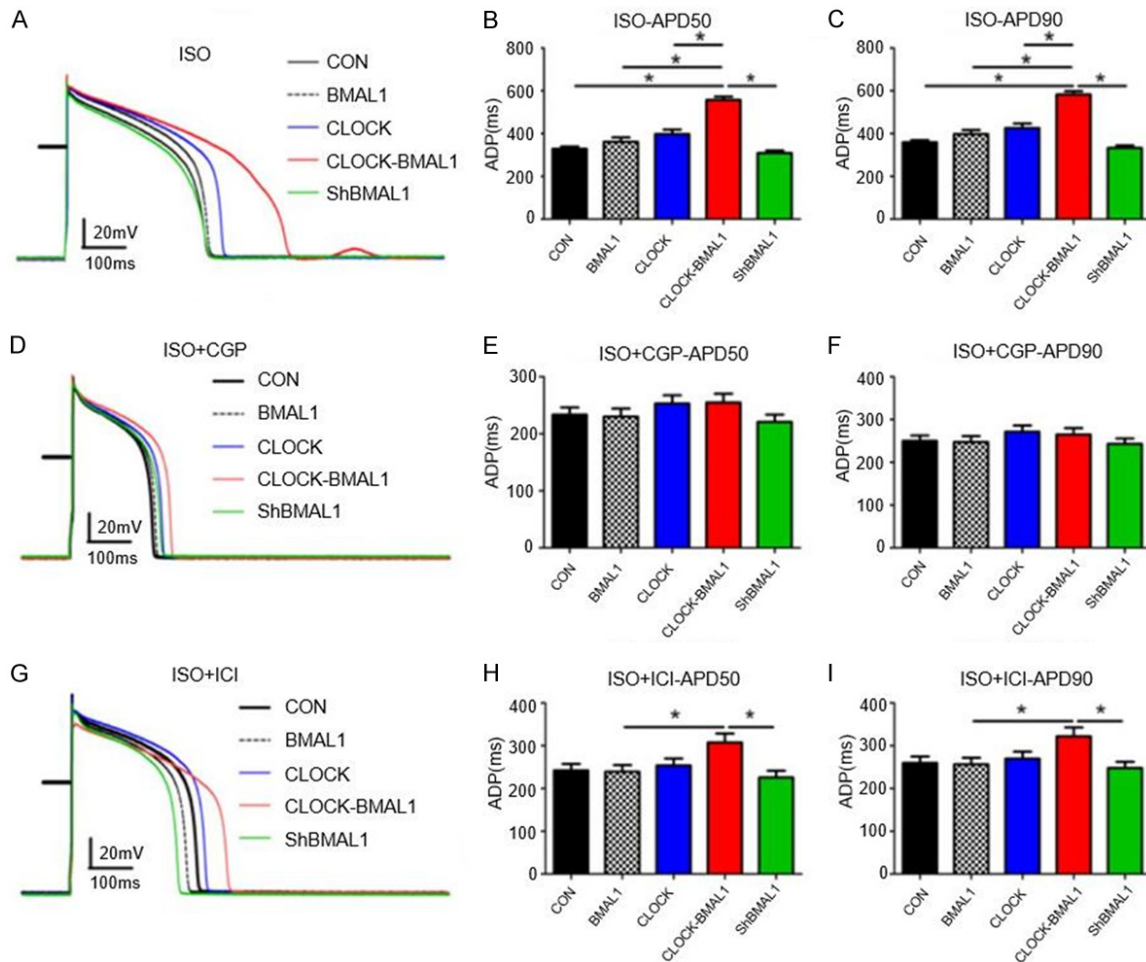 A
ISO
CON
BMAL1
CLOCK
CLOCK-BMAL1
ShBMAL1
20mV
100ms
B
ISO-APD50
ADP(ms)
800
600
400
200
0
*
*
*
*
CON
BMAL1
CLOCK
CLOCK-BMAL1
ShBMAL1
C
ISO-APD90
ADP(ms)
800
600
400
200
0
*
*
*
*
CON
BMAL1
CLOCK
CLOCK-BMAL1
ShBMAL1
D
ISO+CGP
CON
BMAL1
CLOCK
CLOCK-BMAL1
ShBMAL1
20mV
100ms
E
ISO+CGP-APD50
ADP(ms)
300
200
100
0
CON
BMAL1
CLOCK
CLOCK-BMAL1
ShBMAL1
F
ISO+CGP-APD90
ADP(ms)
400
300
200
100
0
CON
BMAL1
CLOCK
CLOCK-BMAL1
ShBMAL1
G
ISO+ICI
CON
BMAL1
CLOCK
CLOCK-BMAL1
ShBMAL1
20mV
100ms
H
ISO+ICI-APD50
ADP(ms)
400
300
200
100
0
*
*
CON
BMAL1
CLOCK
CLOCK-BMAL1
ShBMAL1
I
ISO+ICI-APD90
ADP(ms)
400
300
200
100
0
*
*
CON
BMAL1
CLOCK
CLOCK-BMAL1
ShBMAL1